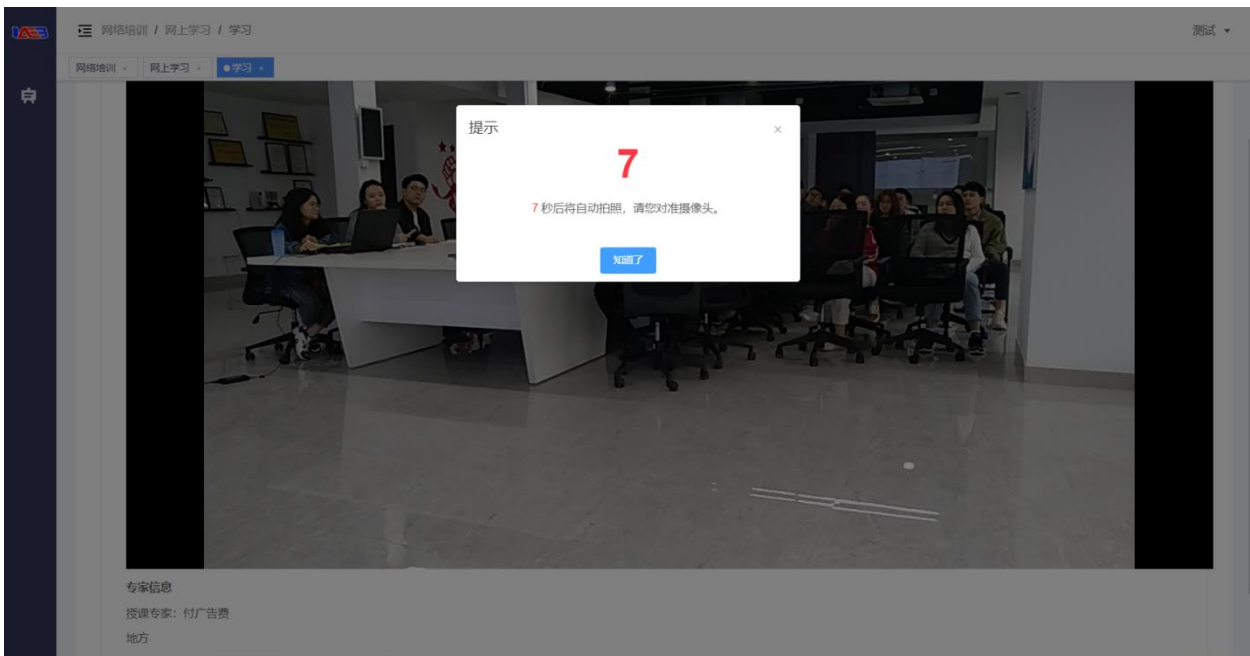 网络培训 / 网上学习 / 学习
测试
网络培训 ×
网上学习 ×
学习 ×
提示 ×
7
7 秒后将自动拍照，请您对准摄像头。
知道了
专家信息
授课专家：付广告费
地方